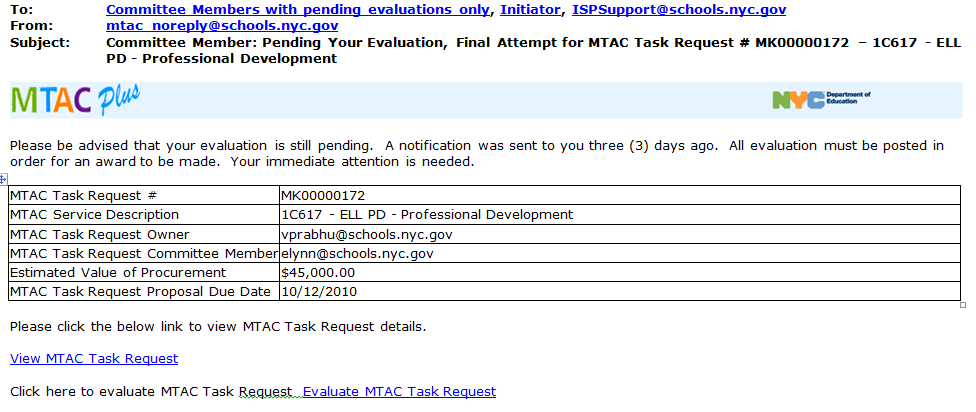 To: Committee Members with pending evaluations only, Initiator, ISPSupport@schools.nyc.gov
From: mtac_noreply@schools.nyc.gov
Subject: Committee Member: Pending Your Evaluation, Final Attempt for MTAC Task Request # MK00000172 – 1C617 - ELL
PD - Professional Development
MTAC Plus NYC Department of
Education
Please be advised that your evaluation is still pending. A notification was sent to you three (3) days ago. All evaluation must be posted in
order for an award to be made. Your immediate attention is needed.
MTAC Task Request # MK00000172
MTAC Service Description 1C617 - ELL PD - Professional Development
MTAC Task Request Owner vprabhu@schools.nyc.gov
MTAC Task Request Committee Member elynn@schools.nyc.gov
Estimated Value of Procurement $45,000.00
MTAC Task Request Proposal Due Date 10/12/2010
Please click the below link to view MTAC Task Request details.
View MTAC Task Request
Click here to evaluate MTAC Task Request Evaluate MTAC Task Request